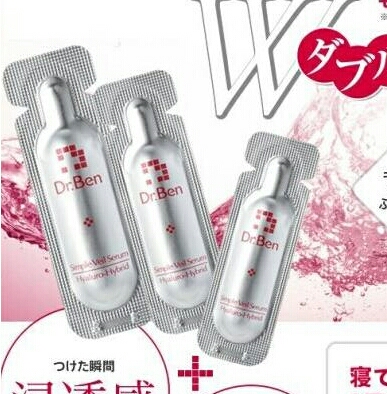 W
ダブル
Dr.Ben
Simple Veil Serum
Hyaluro-Hybrid
Dr.Ben
Simple Veil Serum
Hyaluro-Hybrid
Dr.Ben
Simple Veil Serum
Hyaluro-Hybrid
つけた瞬間
浸透感
+
寝て